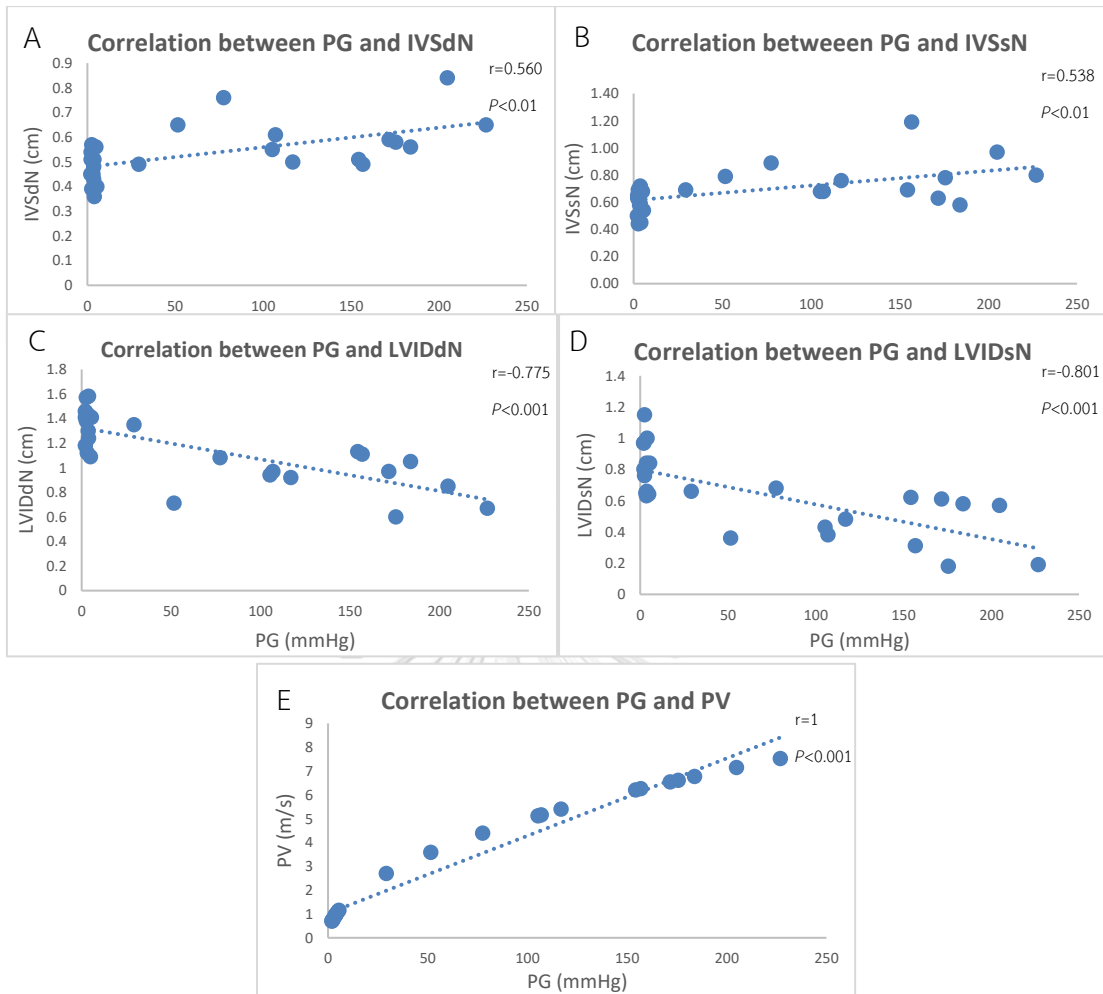 A
Correlation between PG and IVSdN
r=0.560
P<0.01
IVSdN (cm)
0.9
0.8
0.7
0.6
0.5
0.4
0.3
0.2
0.1
0
0 50 100 150 200 250
B
Correlation betweeen PG and IVSsN
r=0.538
P<0.01
IVSsN (cm)
1.40
1.20
1.00
0.80
0.60
0.40
0.20
0.00
0 50 100 150 200 250
C
Correlation between PG and LVIDdN
r=-0.775
P<0.001
LVIDdN (cm)
1.8
1.6
1.4
1.2
1
0.8
0.6
0.4
0.2
0
0 50 100 150 200 250
PG (mmHg)
D
Correlation between PG and LVIDsN
r=-0.801
P<0.001
LVIDsN (cm)
1.4
1.2
1
0.8
0.6
0.4
0.2
0
0 50 100 150 200 250
PG (mmHg)
E
Correlation between PG and PV
r=1
P<0.001
PV (m/s)
9
8
7
6
5
4
3
2
1
0
0 50 100 150 200 250
PG (mmHg)